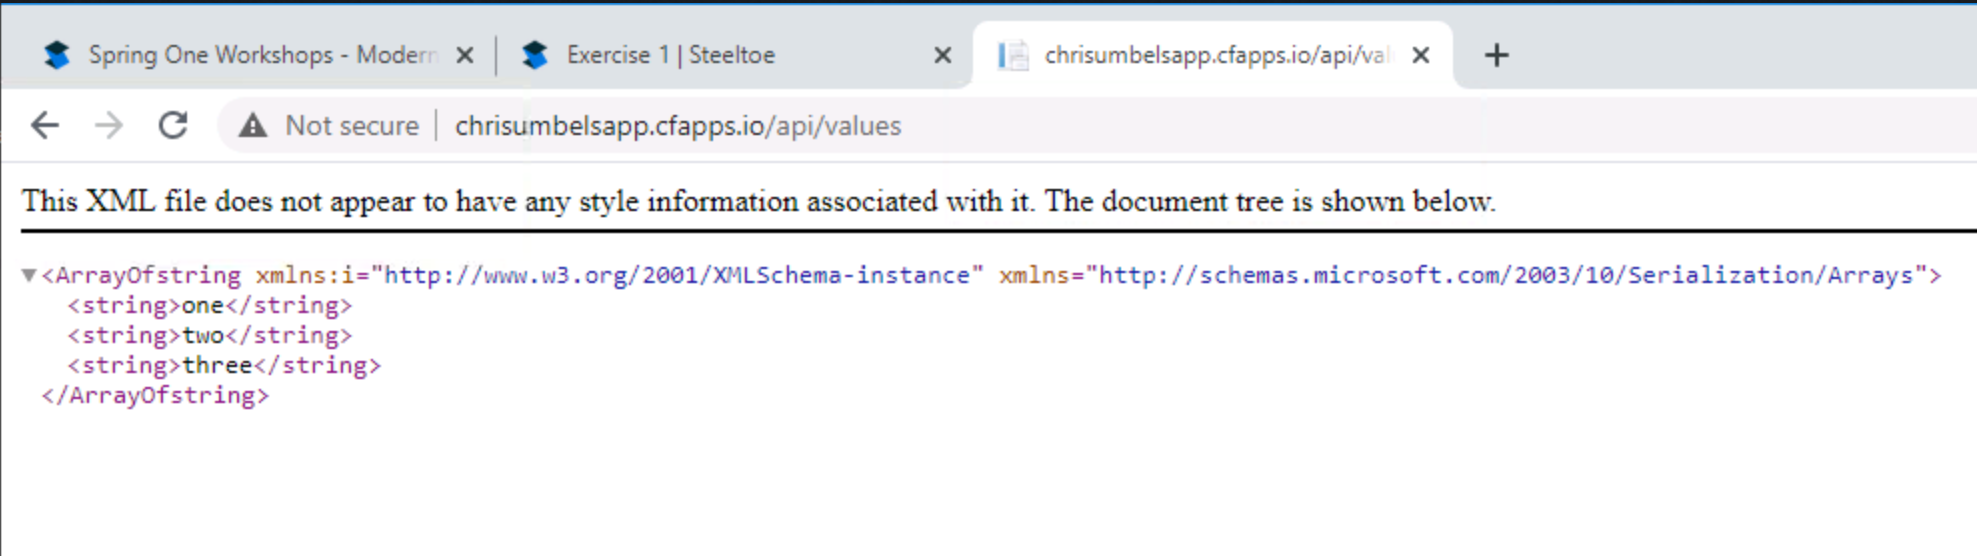 Spring One Workshops - Modern
Exercise 1 | Steeltoe
chrisumbelsapp.cfapps.io/api/val
Not secure | chrisumbelsapp.cfapps.io/api/values
This XML file does not appear to have any style information associated with it. The document tree is shown below.
▼<ArrayOfstring xmlns:i="http://www.w3.org/2001/XMLSchema-instance" xmlns="http://schemas.microsoft.com/2003/10/Serialization/Arrays">
<string>one</string>
<string>two</string>
<string>three</string>
</ArrayOfstring>